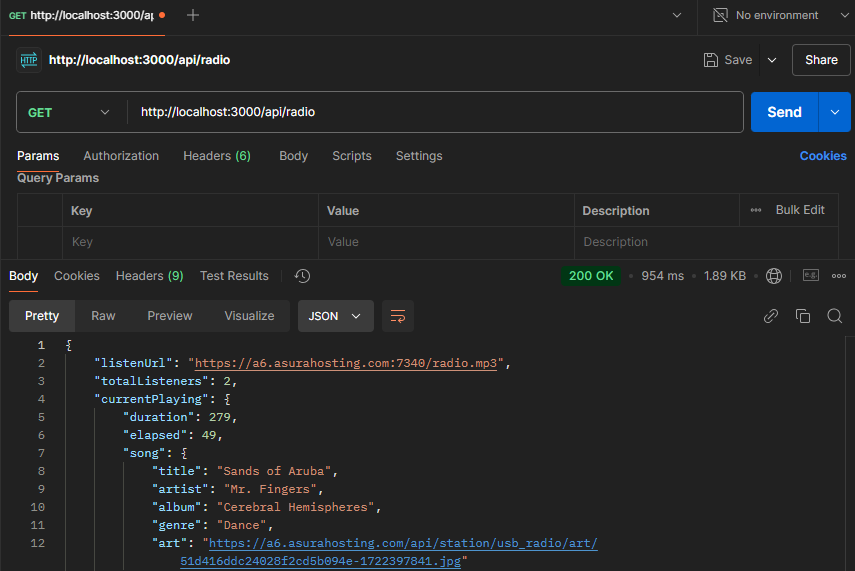 GET http://localhost:3000/ap
No environment
HTTP http://localhost:3000/api/radio
Save
Share
GET
http://localhost:3000/api/radio
Send
Params Authorization Headers (6) Body Scripts Settings Cookies
Query Params
Key Value Description Bulk Edit
Key Value Description
Body Cookies Headers (9) Test Results 200 OK 954 ms 1.89 KB e.g.
Pretty Raw Preview Visualize JSON
1 {
2 "listenUrl": "https://a6.asurahosting.com:7340/radio.mp3",
3 "totalListeners": 2,
4 "currentPlaying": {
5 "duration": 279,
6 "elapsed": 49,
7 "song": {
8 "title": "Sands of Aruba",
9 "artist": "Mr. Fingers",
10 "album": "Cerebral Hemispheres",
11 "genre": "Dance",
12 "art": "https://a6.asurahosting.com/api/station/usb_radio/art/
51d416ddc24028f2cd5b094e-1722397841.jpg"